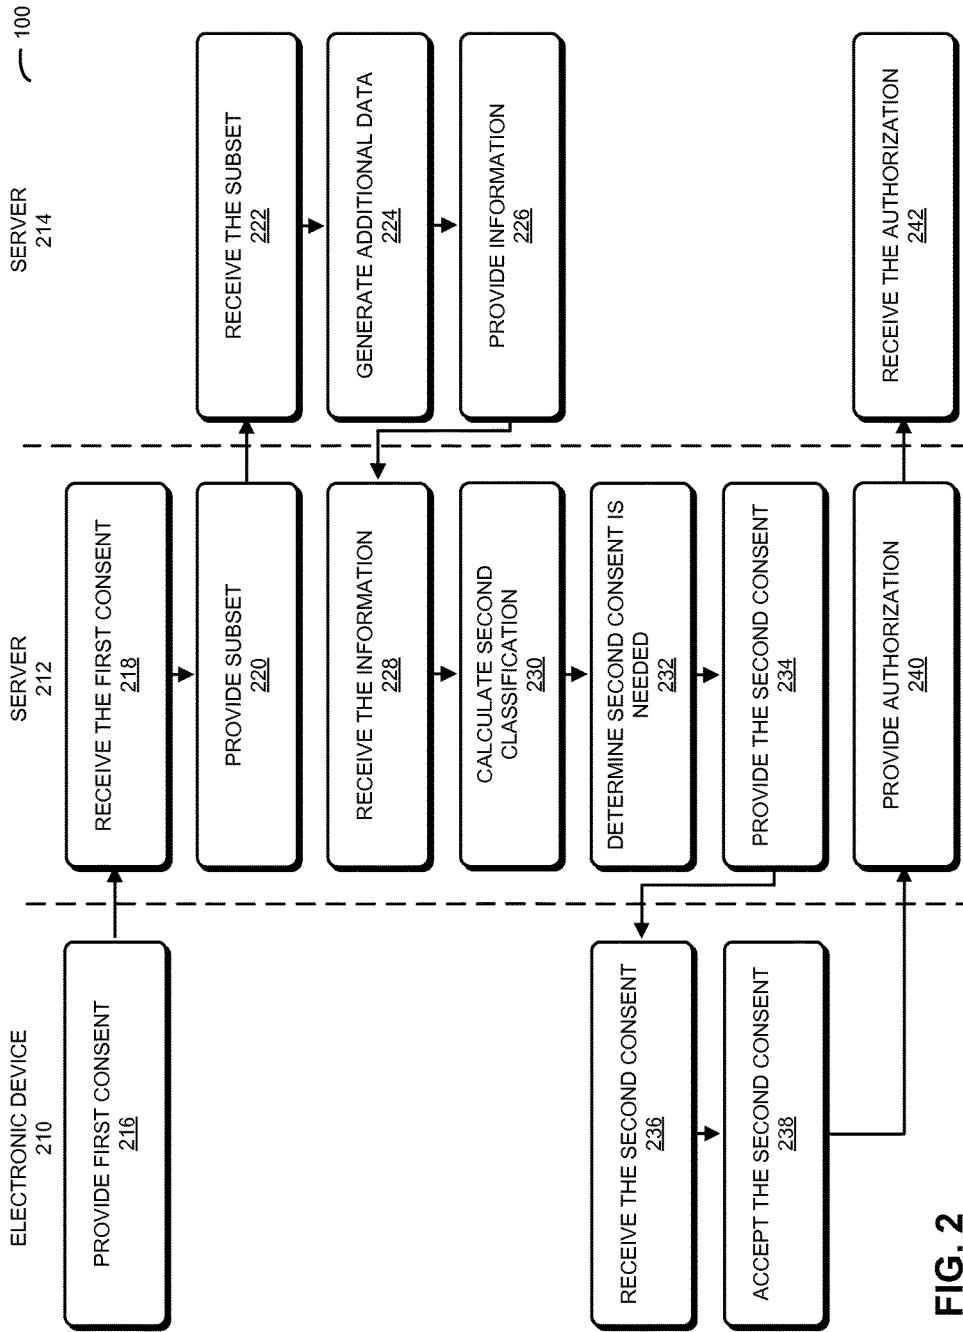 100
ELECTRONIC DEVICE
210
SERVER
212
SERVER
214
PROVIDE FIRST CONSENT
216
RECEIVE THE FIRST CONSENT
218
PROVIDE SUBSET
220
RECEIVE THE SUBSET
222
GENERATE ADDITIONAL DATA
224
PROVIDE INFORMATION
226
RECEIVE THE INFORMATION
228
CALCULATE SECOND
CLASSIFICATION
230
DETERMINE SECOND CONSENT IS
NEEDED
232
PROVIDE THE SECOND CONSENT
234
RECEIVE THE SECOND CONSENT
236
ACCEPT THE SECOND CONSENT
238
PROVIDE AUTHORIZATION
240
RECEIVE THE AUTHORIZATION
242
FIG. 2